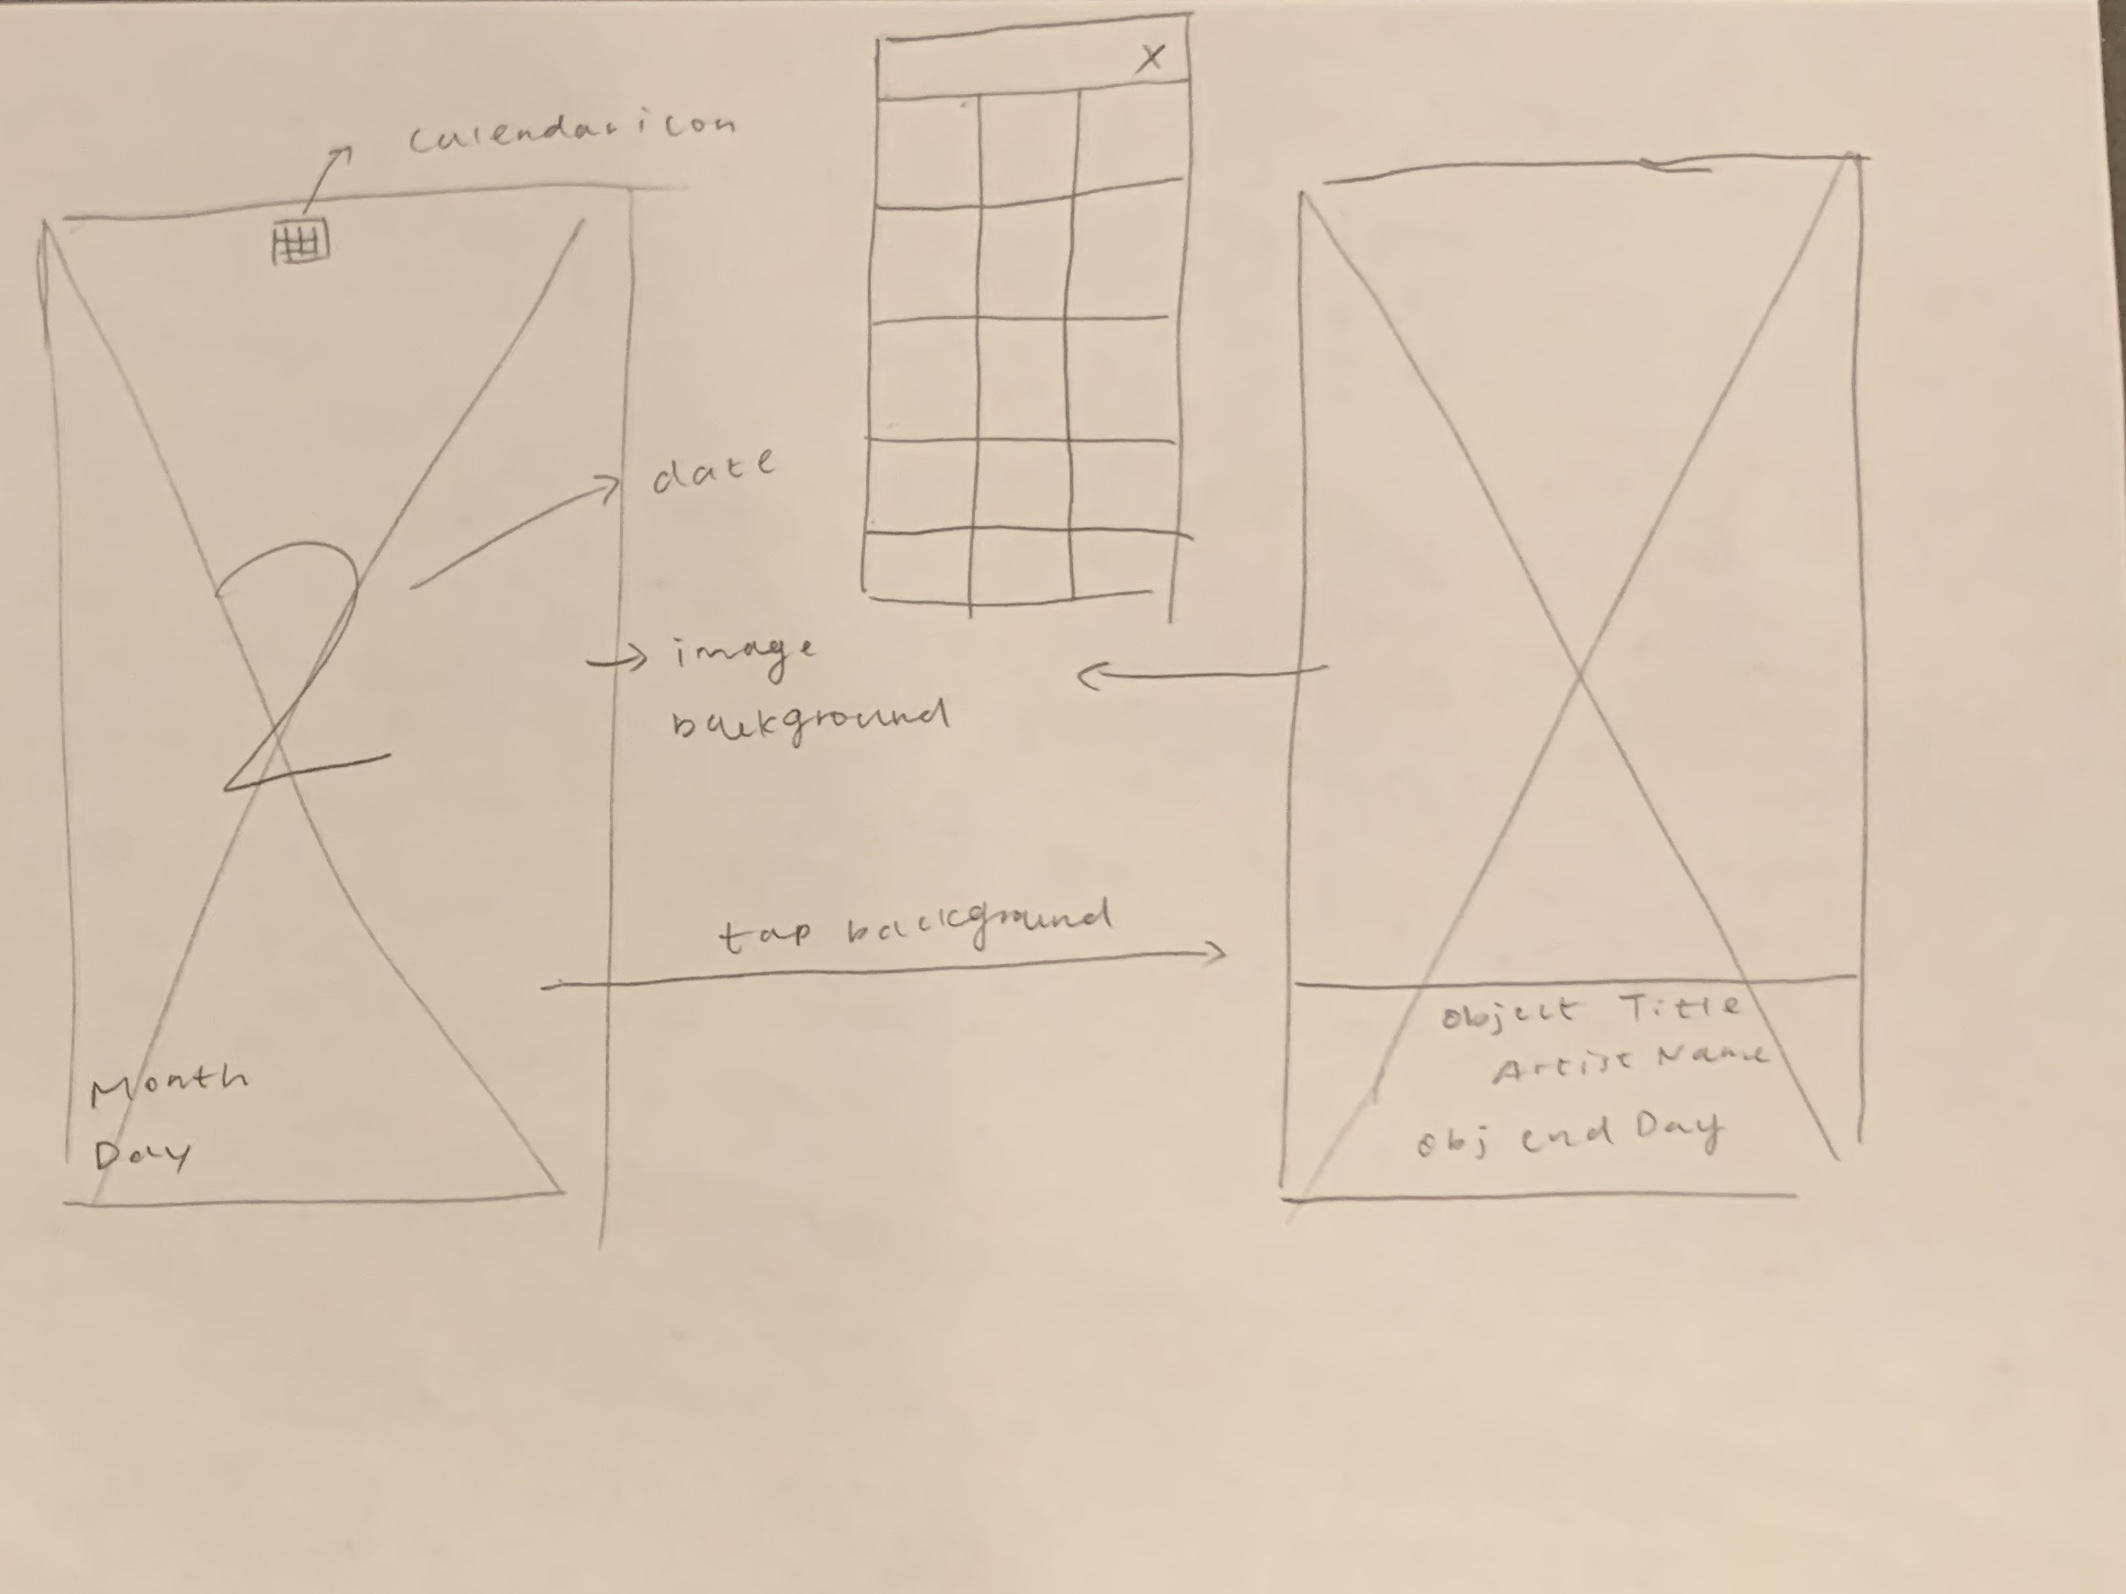 calendar icon
X
date
2
image
background
tap background
Month
Day
Object Title
Artist Name
Obj end Day